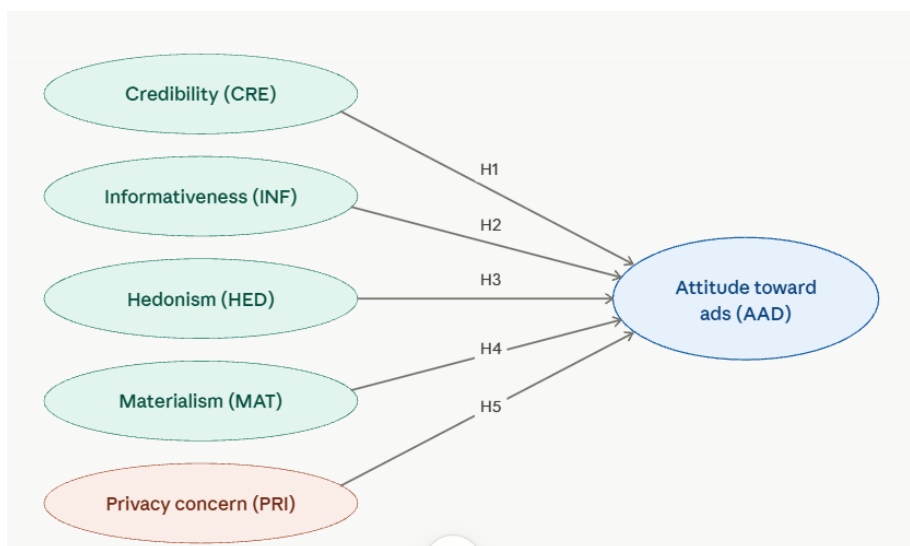 Credibility (CRE)
H1
Informativeness (INF)
H2
Hedonism (HED)
H3
Attitude toward
ads (AAD)
H4
Materialism (MAT)
H5
Privacy concern (PRI)